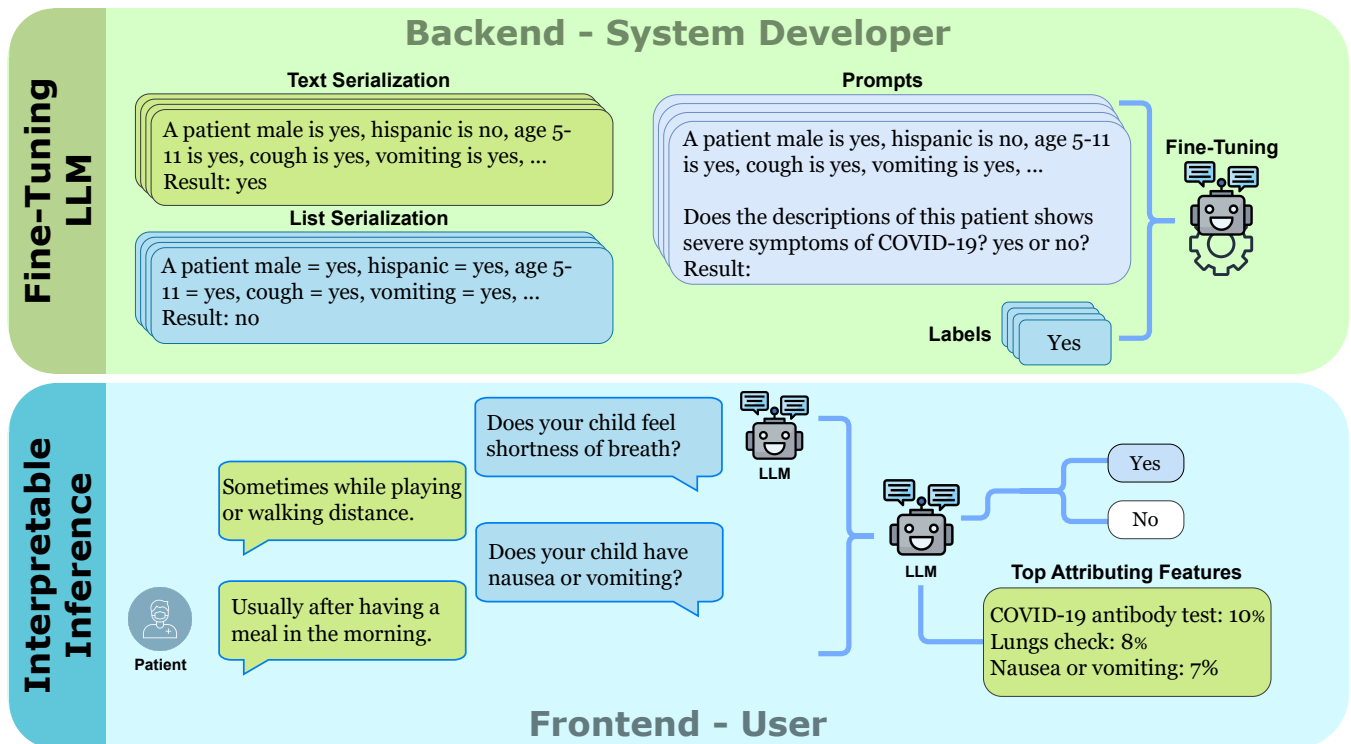 Backend - System Developer
Fine-Tuning
LLM
Text Serialization
A patient male is yes, hispanic is no, age 5-
11 is yes, cough is yes, vomiting is yes, ...
Result: yes
List Serialization
A patient male = yes, hispanic = yes, age 5-
11 = yes, cough = yes, vomiting = yes, ...
Result: no
Prompts
A patient male is yes, hispanic is no, age 5-11
is yes, cough is yes, vomiting is yes, ...
Does the descriptions of this patient shows
severe symptoms of COVID-19? yes or no?
Result:
Labels
Yes
Fine-Tuning
Interpretable
Inference
Does your child feel
shortness of breath?
LLM
Sometimes while playing
or walking distance.
Does your child have
nausea or vomiting?
Usually after having a
meal in the morning.
Patient
LLM
Yes
No
Top Attributing Features
COVID-19 antibody test: 10%
Lungs check: 8%
Nausea or vomiting: 7%
Frontend - User